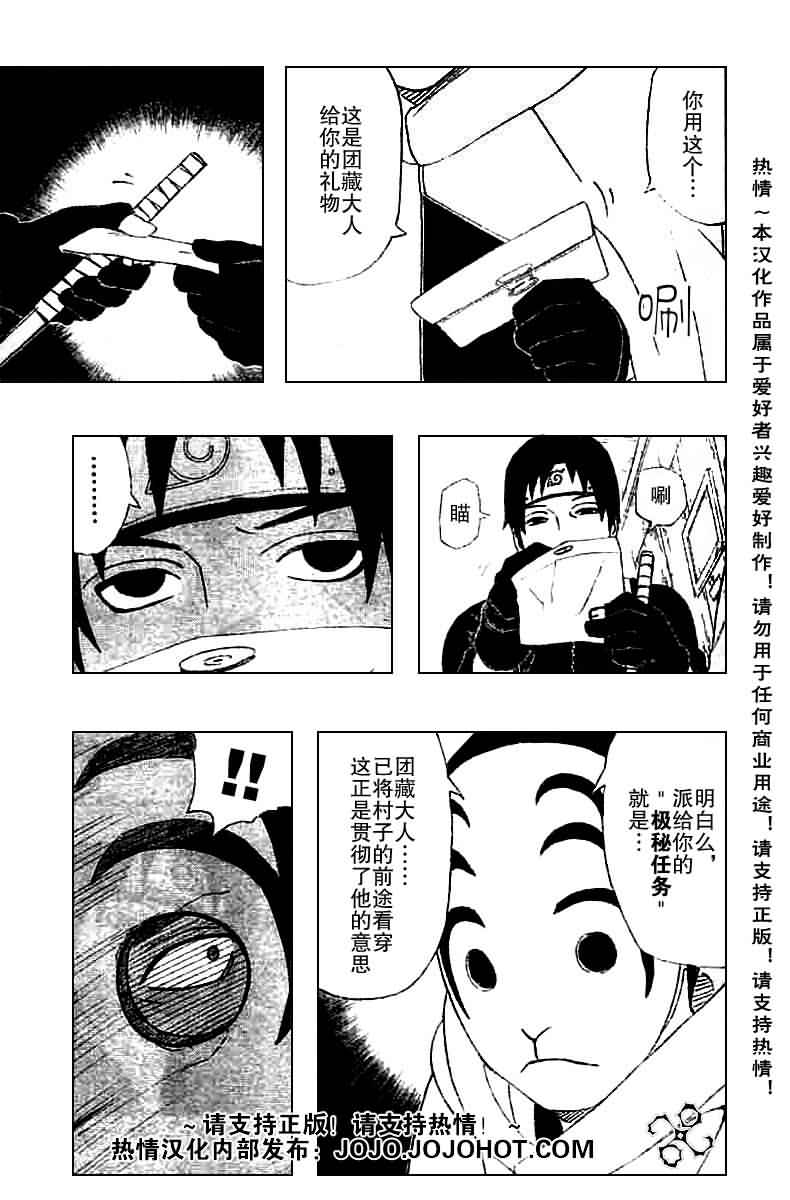 你用这个…
这是团藏大人
给你的礼物
唰
唰
瞄
……
明白么，
派给你的
"极秘任务"
就是…
团藏大人……
已将村子的前途看穿
这正是贯彻了他的意思
!!
~请支持正版！请支持热情！~
热情汉化内部发布：JOJO.JOJOHOT.COM
热情~本汉化作品属于爱好者兴趣爱好制作！请勿用于任何商业用途！请支持正版！请支持热情！